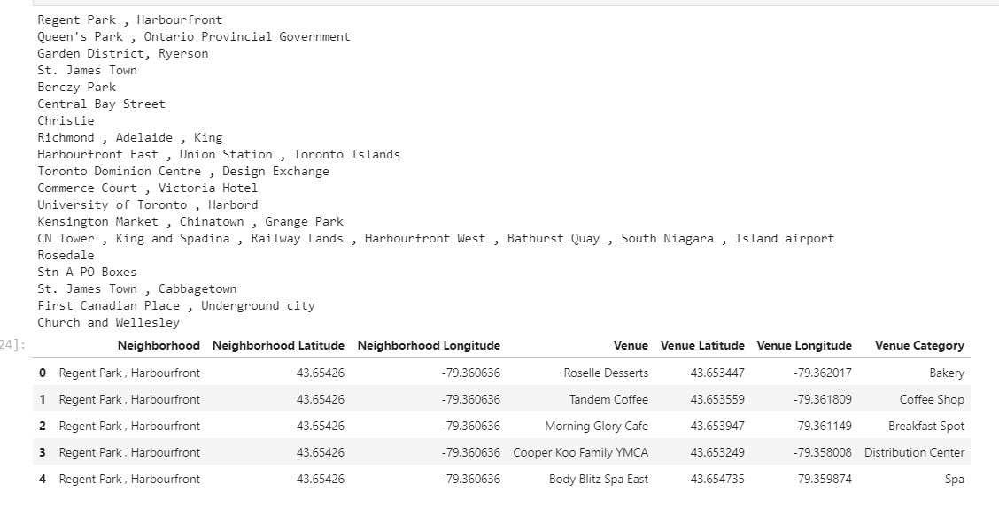 Regent Park , Harbourfront
Queen's Park , Ontario Provincial Government
Garden District, Ryerson
St. James Town
Berczy Park
Central Bay Street
Christie
Richmond , Adelaide , King
Harbourfront East , Union Station , Toronto Islands
Toronto Dominion Centre , Design Exchange
Commerce Court , Victoria Hotel
University of Toronto , Harbord
Kensington Market , Chinatown , Grange Park
CN Tower , King and Spadina , Railway Lands , Harbourfront West , Bathurst Quay , South Niagara , Island airport
Rosedale
Stn A PO Boxes
St. James Town , Cabbagetown
First Canadian Place , Underground city
Church and Wellesley
24]: Neighborhood Neighborhood Latitude Neighborhood Longitude Venue Venue Latitude Venue Longitude Venue Category
0 Regent Park , Harbourfront 43.65426 -79.360636 Roselle Desserts 43.653447 -79.362017 Bakery
1 Regent Park , Harbourfront 43.65426 -79.360636 Tandem Coffee 43.653559 -79.361809 Coffee Shop
2 Regent Park , Harbourfront 43.65426 -79.360636 Morning Glory Cafe 43.653947 -79.361149 Breakfast Spot
3 Regent Park , Harbourfront 43.65426 -79.360636 Cooper Koo Family YMCA 43.653249 -79.358008 Distribution Center
4 Regent Park , Harbourfront 43.65426 -79.360636 Body Blitz Spa East 43.654735 -79.359874 Spa